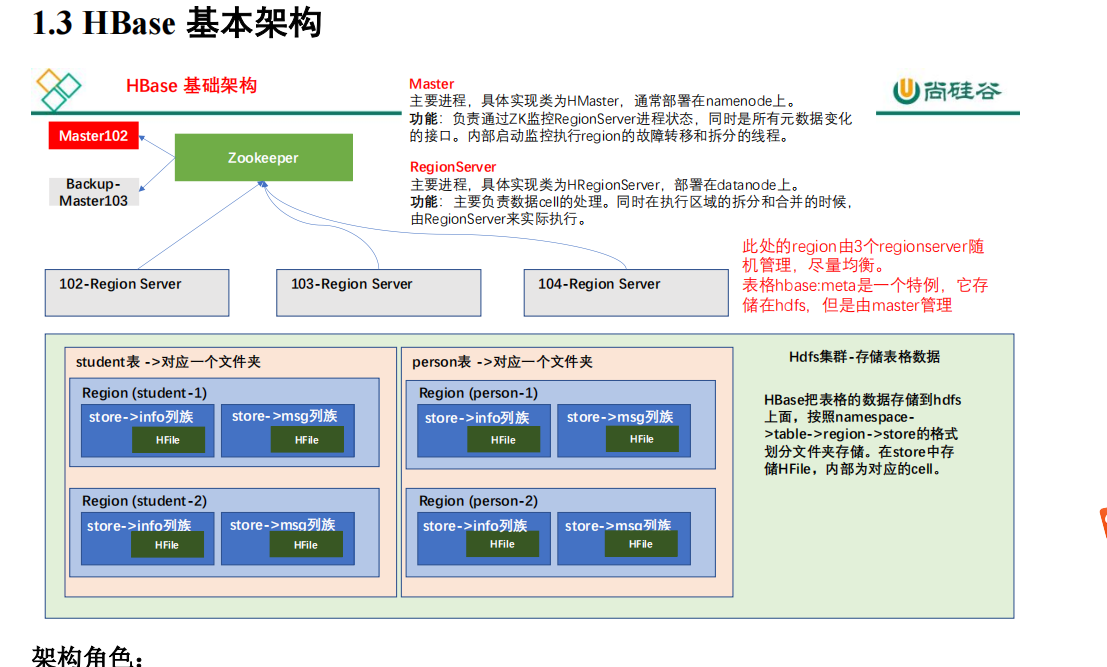 1.3 HBase 基本架构
HBase 基础架构
尚硅谷
Master
主要进程，具体实现类为HMaster，通常部署在namenode上。
功能：负责通过ZK监控RegionServer进程状态，同时是所有元数据变化
的接口。内部启动监控执行region的故障转移和拆分的线程。
RegionServer
主要进程，具体实现类为HRegionServer，部署在datanode上。
功能：主要负责数据cell的处理。同时在执行区域的拆分和合并的时候，
由RegionServer来实际执行。
Master102
Zookeeper
Backup-
Master103
此处的region由3个regionserver随
机管理，尽量均衡。
表格hbase:meta是一个特例，它存
储在hdfs，但是由master管理
102-Region Server
103-Region Server
104-Region Server
student表 ->对应一个文件夹
Region (student-1)
store->info列族
HFile
store->msg列族
HFile
Region (student-2)
store->info列族
HFile
store->msg列族
HFile
person表 ->对应一个文件夹
Region (person-1)
store->info列族
HFile
store->msg列族
HFile
Region (person-2)
store->info列族
HFile
store->msg列族
HFile
Hdfs集群-存储表格数据
HBase把表格的数据存储到hdfs
上面，按照namespace-
>table->region->store的格式
划分文件夹存储。在store中存
储HFile，内部为对应的cell。
架构角色：